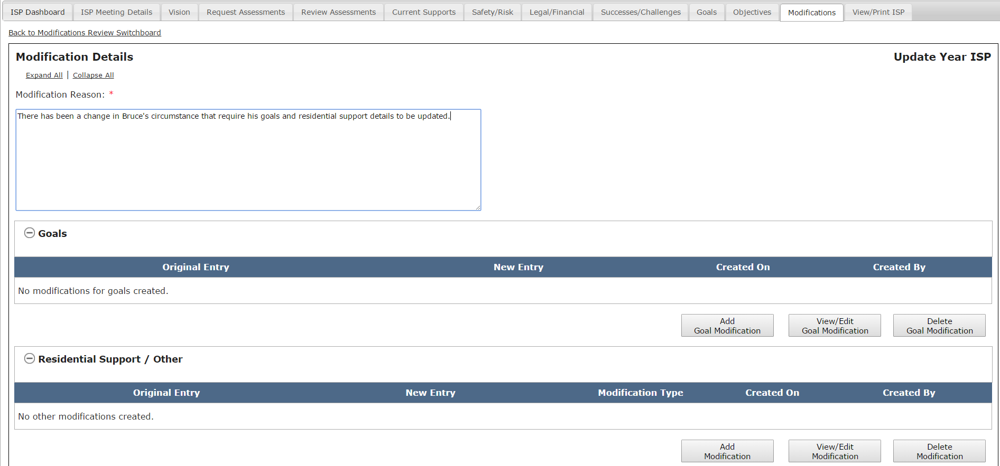 ISP Dashboard ISP Meeting Details Vision Request Assessments Review Assessments Current Supports Safety/Risk Legal/Financial Successes/Challenges Goals Objectives Modifications View/Print ISP
Back to Modifications Review Switchboard
Modification Details Update Year ISP
Expand All | Collapse All
Modification Reason: *
There has been a change in Bruce's circumstance that require his goals and residential support details to be updated.
Goals
Original Entry New Entry Created On Created By
No modifications for goals created.
Add View/Edit Delete
Goal Modification Goal Modification Goal Modification
Residential Support / Other
Original Entry New Entry Modification Type Created On Created By
No other modifications created.
Add View/Edit Delete
Modification Modification Modification